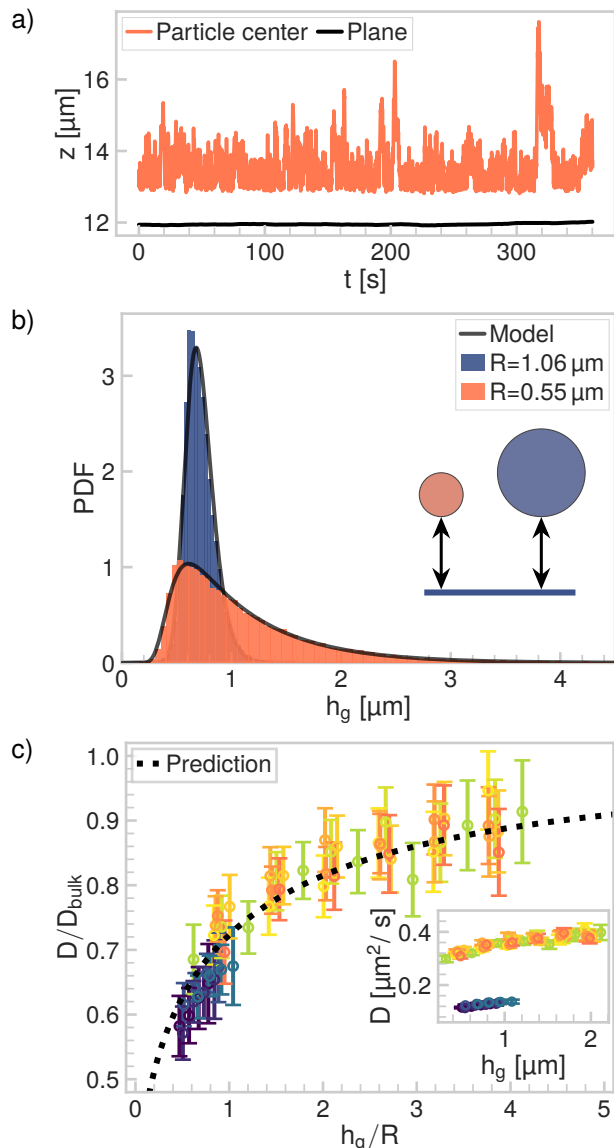 a)
Particle center
Plane
z [µm]
16
14
12
0
100
200
300
t [s]
b)
Model
R=1.06 µm
R=0.55 µm
PDF
3
2
1
0
0
1
2
3
4
h_g [µm]
c)
Prediction
D/D_bulk
1.0
0.9
0.8
0.7
0.6
0.5
D [µm²/ s]
0.4
0.2
1
2
h_g [µm]
0
1
2
3
4
5
h_g/R